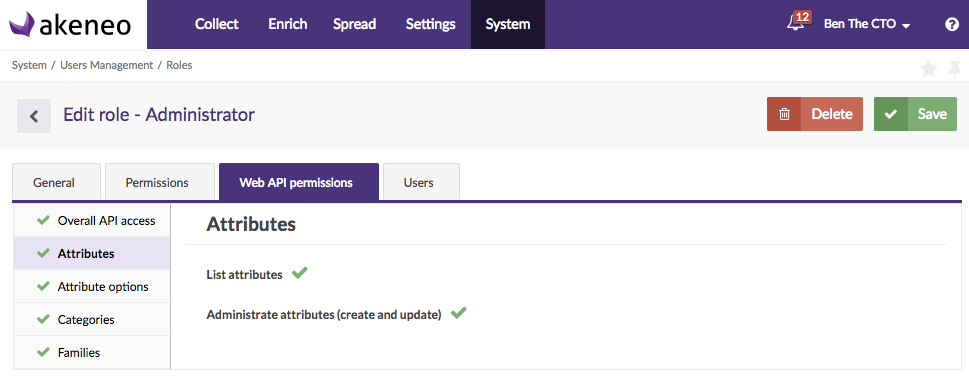 akeneo Collect Enrich Spread Settings System 12 Ben The CTO ?
System / Users Management / Roles
Edit role - Administrator Delete Save
General Permissions Web API permissions Users
Overall API access
Attributes
Attribute options
Categories
Families
Attributes
List attributes
Administrate attributes (create and update)